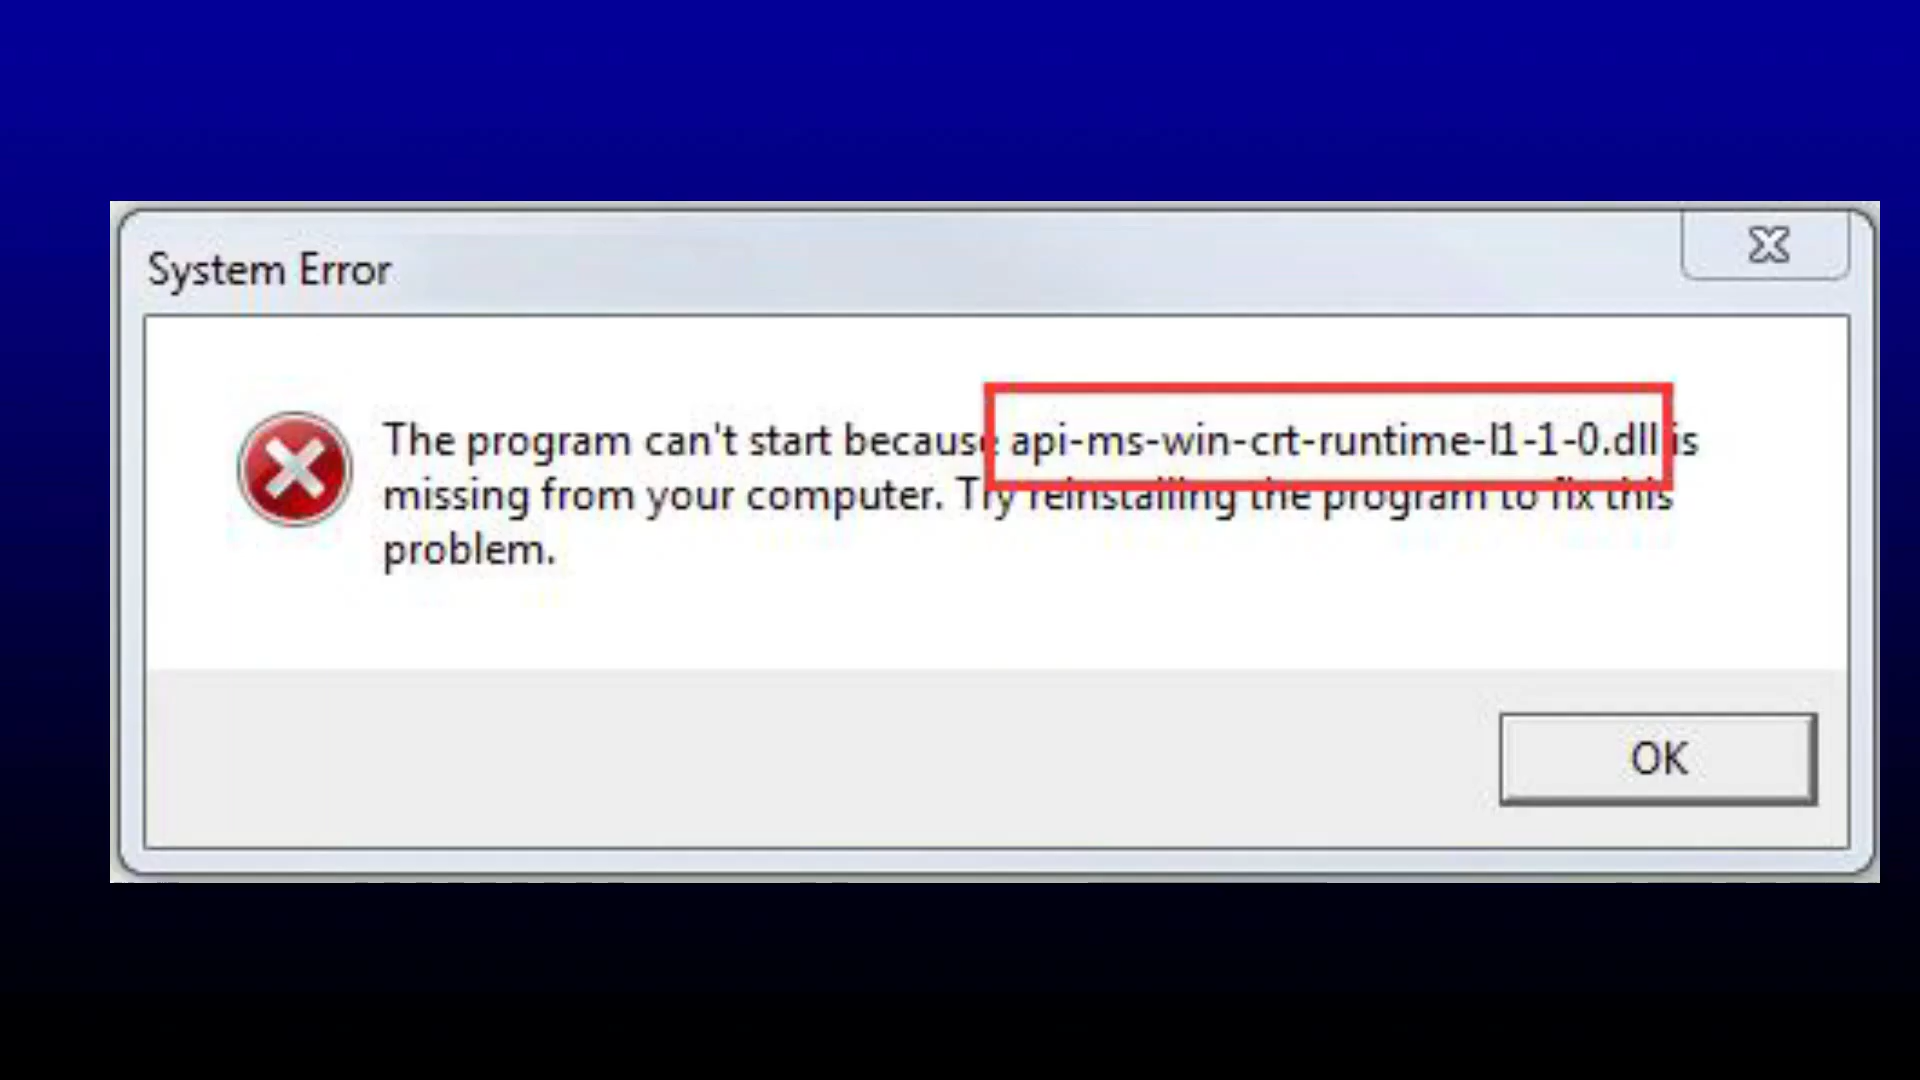 System Error
The program can't start because api-ms-win-crt-runtime-l1-1-0.dll is
missing from your computer. Try reinstalling the program to fix this
problem.
OK